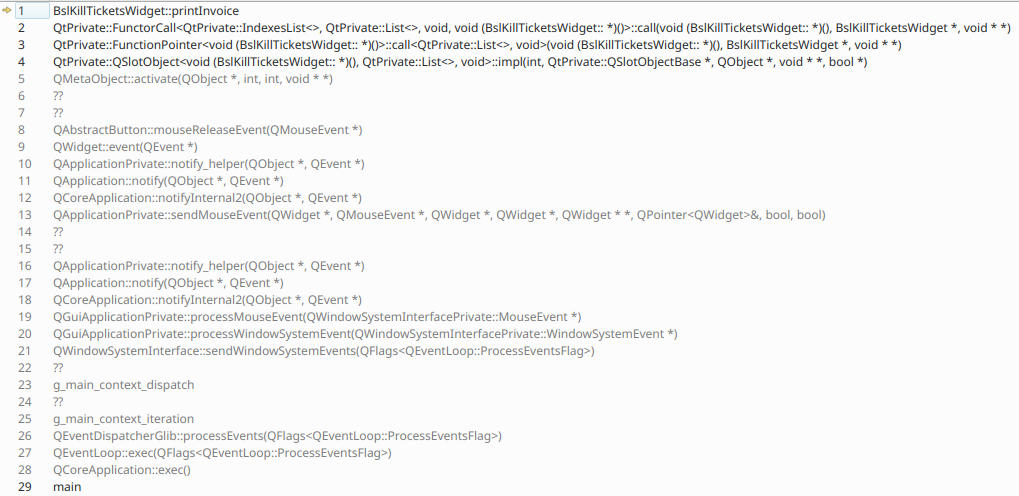 1 BslKillTicketsWidget::printInvoice
2 QtPrivate::FunctorCall<QtPrivate::IndexesList<>, QtPrivate::List<>, void, void (BslKillTicketsWidget:: *)()>::call(void (BslKillTicketsWidget:: *)(), BslKillTicketsWidget *, void * *)
3 QtPrivate::FunctionPointer<void (BslKillTicketsWidget:: *)()>::call<QtPrivate::List<>, void>(void (BslKillTicketsWidget:: *)(), BslKillTicketsWidget *, void * *)
4 QtPrivate::QSlotObject<void (BslKillTicketsWidget:: *)(), QtPrivate::List<>, void>::impl(int, QtPrivate::QSlotObjectBase *, QObject *, void * *, bool *)
5 QMetaObject::activate(QObject *, int, int, void * *)
6 ??
7 ??
8 QAbstractButton::mouseReleaseEvent(QMouseEvent *)
9 QWidget::event(QEvent *)
10 QApplicationPrivate::notify_helper(QObject *, QEvent *)
11 QApplication::notify(QObject *, QEvent *)
12 QCoreApplication::notifyInternal2(QObject *, QEvent *)
13 QApplicationPrivate::sendMouseEvent(QWidget *, QMouseEvent *, QWidget *, QWidget *, QWidget * *, QPointer<QWidget>&, bool, bool)
14 ??
15 ??
16 QApplicationPrivate::notify_helper(QObject *, QEvent *)
17 QApplication::notify(QObject *, QEvent *)
18 QCoreApplication::notifyInternal2(QObject *, QEvent *)
19 QGuiApplicationPrivate::processMouseEvent(QWindowSystemInterfacePrivate::MouseEvent *)
20 QGuiApplicationPrivate::processWindowSystemEvent(QWindowSystemInterfacePrivate::WindowSystemEvent *)
21 QWindowSystemInterface::sendWindowSystemEvents(QFlags<QEventLoop::ProcessEventsFlag>)
22 ??
23 g_main_context_dispatch
24 ??
25 g_main_context_iteration
26 QEventDispatcherGlib::processEvents(QFlags<QEventLoop::ProcessEventsFlag>)
27 QEventLoop::exec(QFlags<QEventLoop::ProcessEventsFlag>)
28 QCoreApplication::exec()
29 main